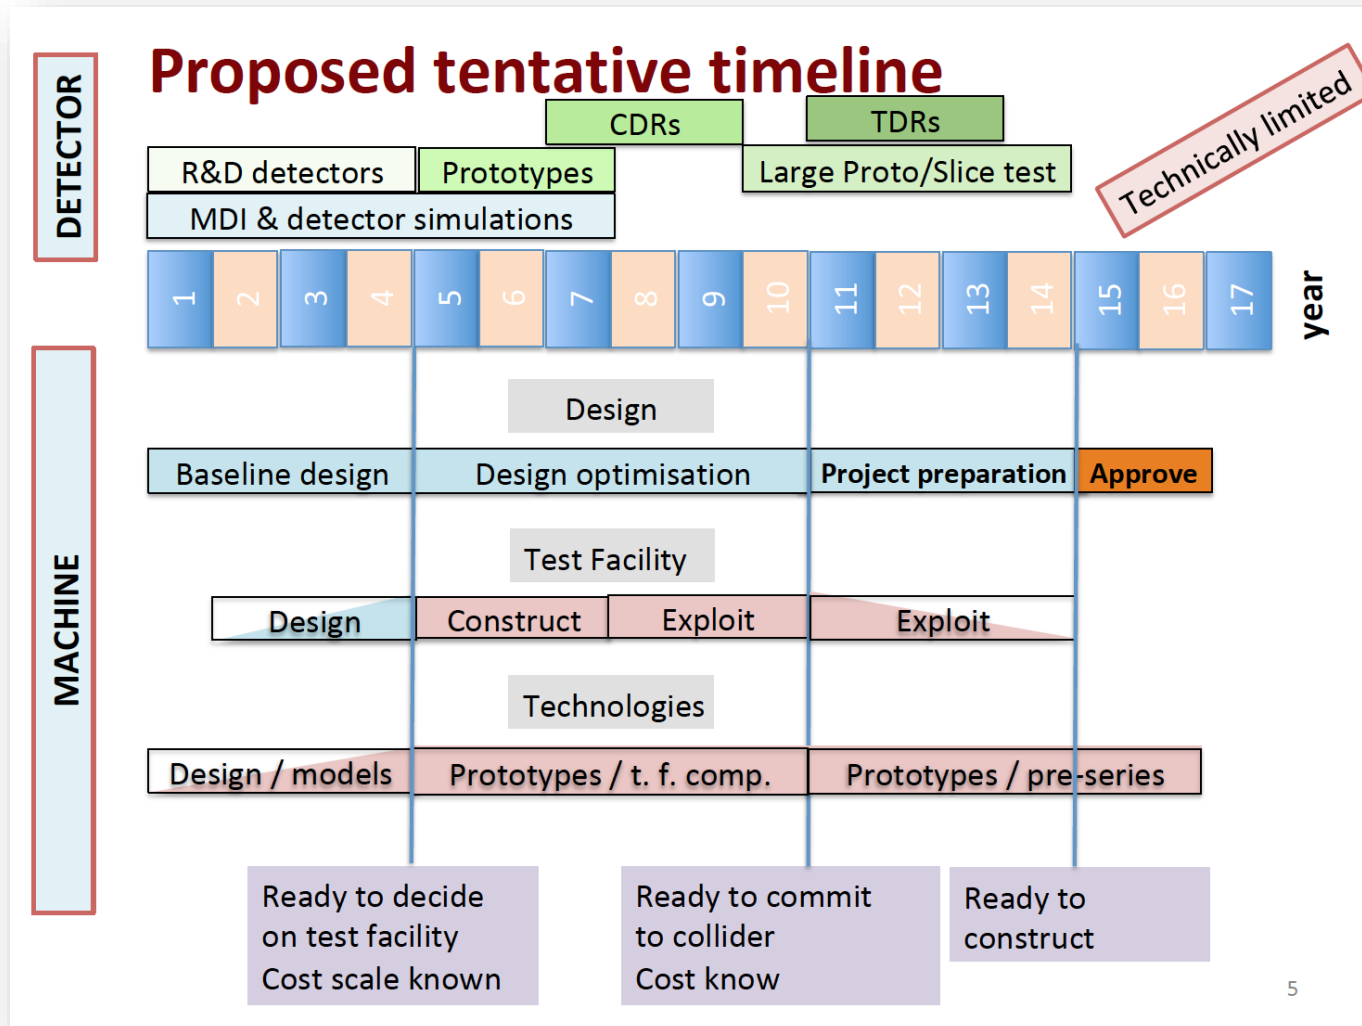 Proposed tentative timeline
DETECTOR
Technically limited
CDRs
TDRs
R&D detectors
Prototypes
Large Proto/Slice test
MDI & detector simulations
1 2 3 4 5 6 7 8 9 10 11 12 13 14 15 16 17
year
MACHINE
Design
Baseline design
Design optimisation
Project preparation
Approve
Test Facility
Design
Construct
Exploit
Exploit
Technologies
Design / models
Prototypes / t. f. comp.
Prototypes / pre-series
Ready to decide
on test facility
Cost scale known
Ready to commit
to collider
Cost know
Ready to
construct
5